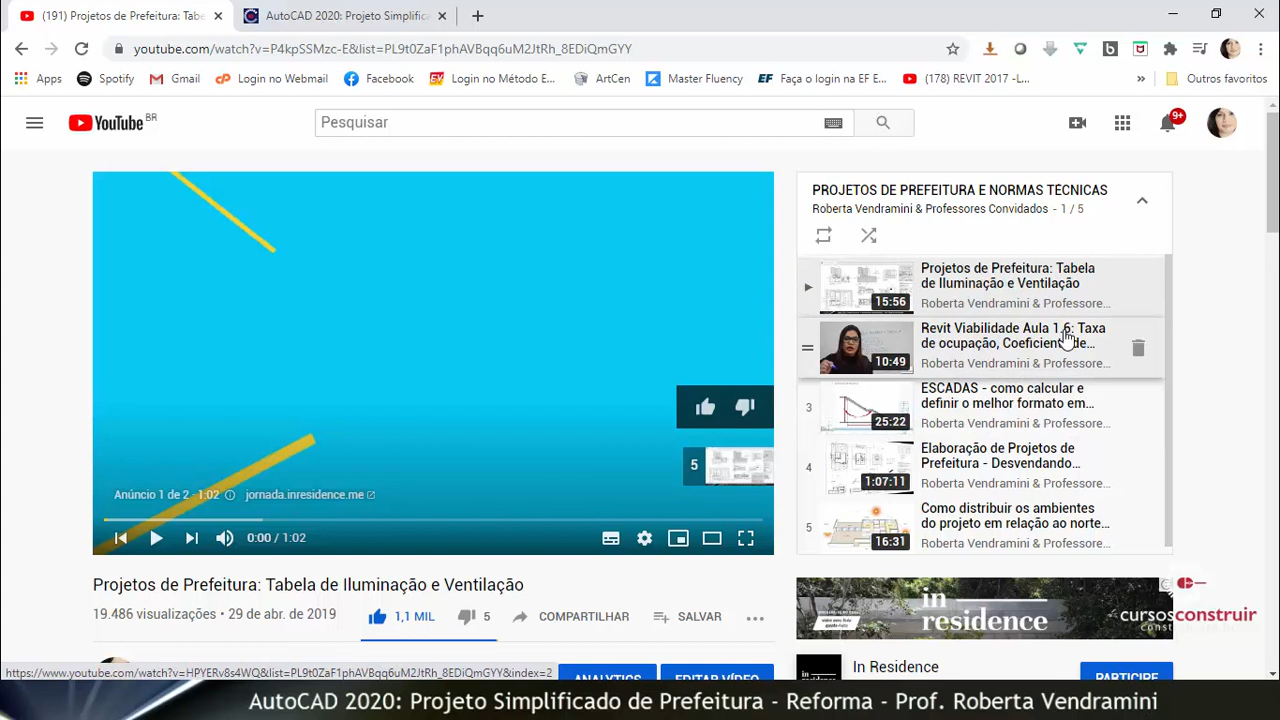 (191) Projetos de Prefeitura: Tabe
AutoCAD 2020: Projeto Simplifica
youtube.com/watch?v=P4kpSSMzc-E&list=PL9t0ZaF1phAVBqq6uM2JtRh_8EDiQmGYY
Apps Spotify Gmail Login no Webmail Facebook Login no Método E... ArtCen Master Fluency Faça o login na EF E... (178) REVIT 2017 -L... » Outros favoritos
YouTube BR
Pesquisar
9+
PROJETOS DE PREFEITURA E NORMAS TÉCNICAS
Roberta Vendramini & Professores Convidados - 1 / 5
Projetos de Prefeitura: Tabela
de Iluminação e Ventilação
15:56
Roberta Vendramini & Professore...
Revit Viabilidade Aula 1.6: Taxa
de ocupação, Coeficiente de...
10:49
Roberta Vendramini & Professore...
3
ESCADAS - como calcular e
definir o melhor formato em...
25:22
Roberta Vendramini & Professore...
4
Elaboração de Projetos de
Prefeitura - Desvendando...
1:07:11
Roberta Vendramini & Professore...
5
Como distribuir os ambientes
do projeto em relação ao norte...
16:31
Roberta Vendramini & Professore...
5
Anúncio 1 de 2 - 1:02 jornada.inresidence.me
0:00 / 1:02
Projetos de Prefeitura: Tabela de Iluminação e Ventilação
19.486 visualizações • 29 de abr. de 2019
1,1 MIL 5 COMPARTILHAR SALVAR
in
residence
cursosconstruir
In Residence
PARTICIPE
ANALYTICS EDITAR VÍDEO
https://www.youtube.com/watch?v=HPYERv8s4WQ&list=PL9t0ZaF1phAVBqq6uM2JtRh_8EDiQmGYY&index=2
AutoCAD 2020: Projeto Simplificado de Prefeitura - Reforma - Prof. Roberta Vendramini